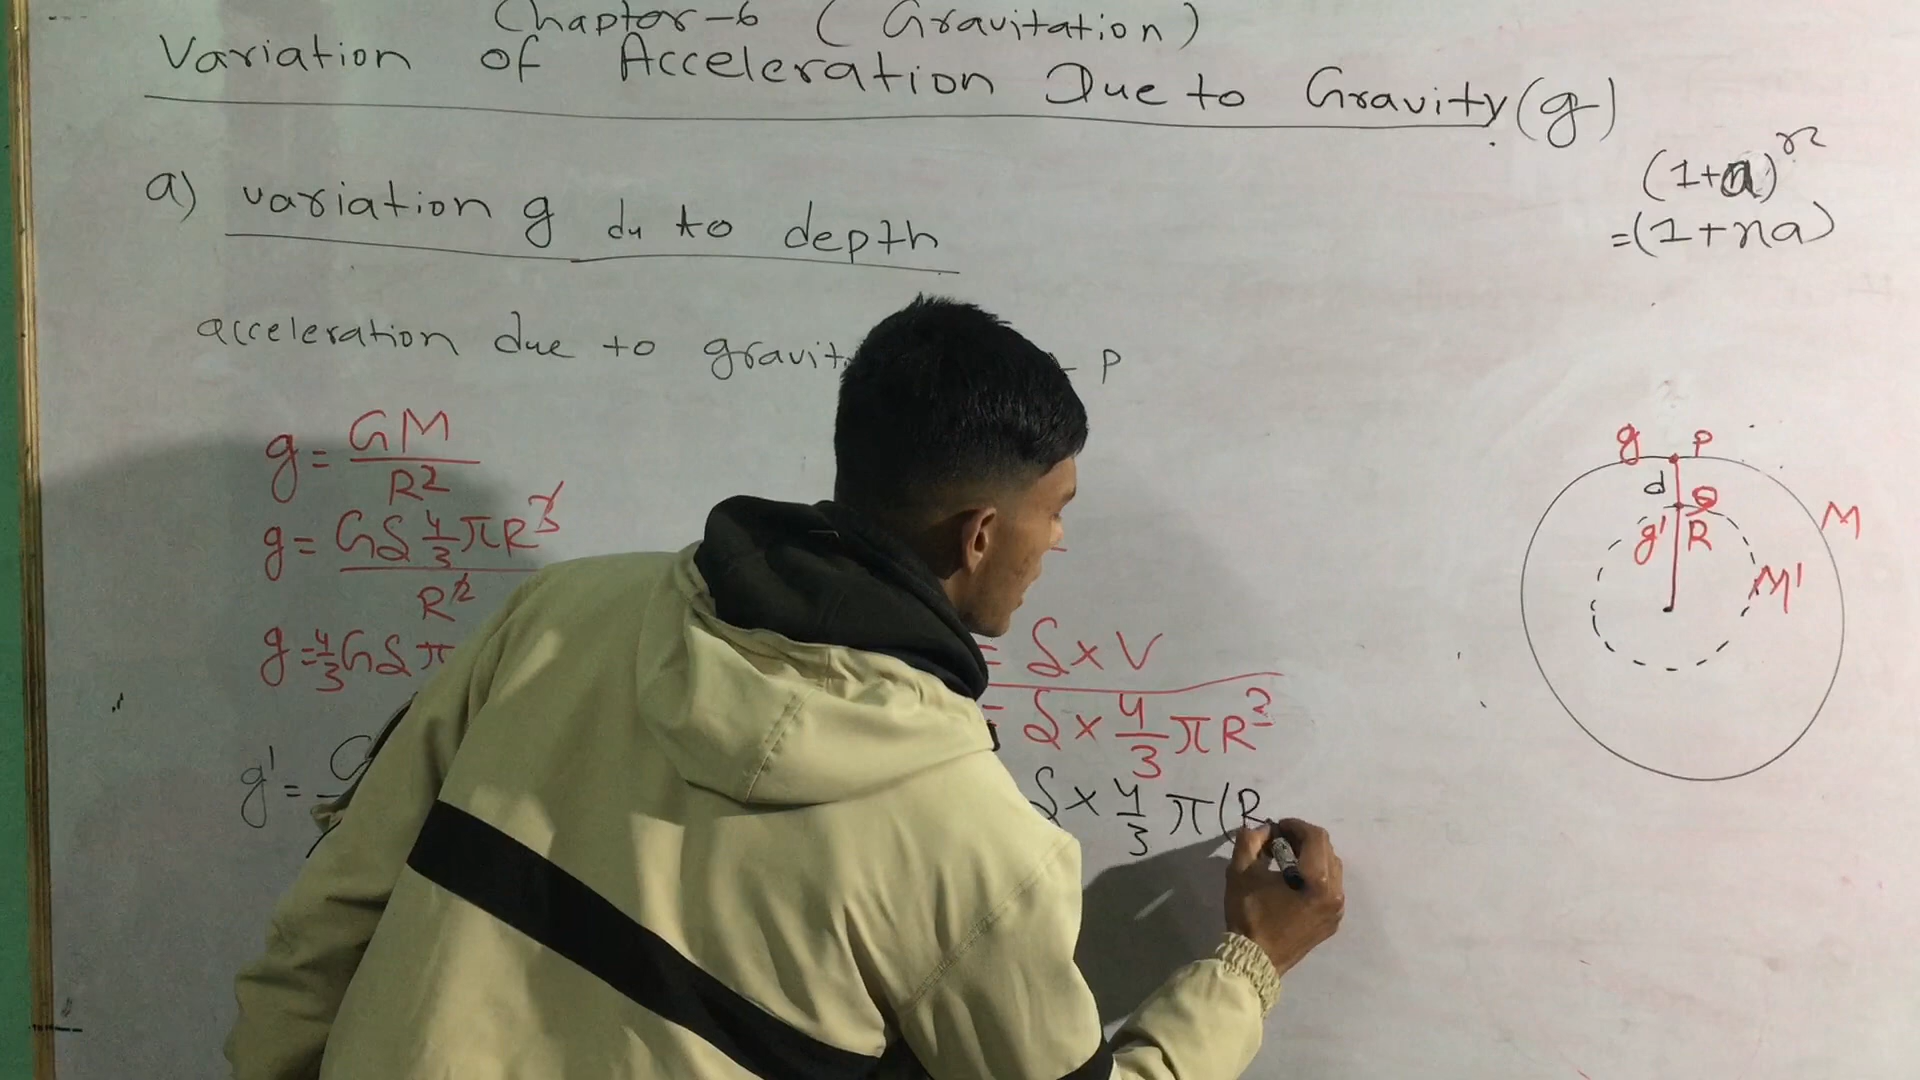 Chapter-6 (Gravitation)
Variation of Acceleration Due to Gravity (g)
(1+a)ⁿ
=(1+na)
a) variation g du to depth
acceleration due to gravit P
g = GM/R²
g = Gδ 4/3 πR³/R²
g = 4/3 Gδπ
= δ × V
= δ × 4/3 πR³
g' = G
δ × 4/3 π(R
g P
d Q
g' R
M
M'